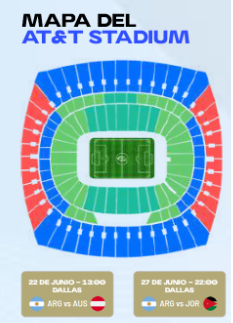 MAPA DEL
AT&T STADIUM
22 DE JUNIO – 13:00
DALLAS
ARG vs AUS
27 DE JUNIO – 22:00
DALLAS
ARG vs JOR